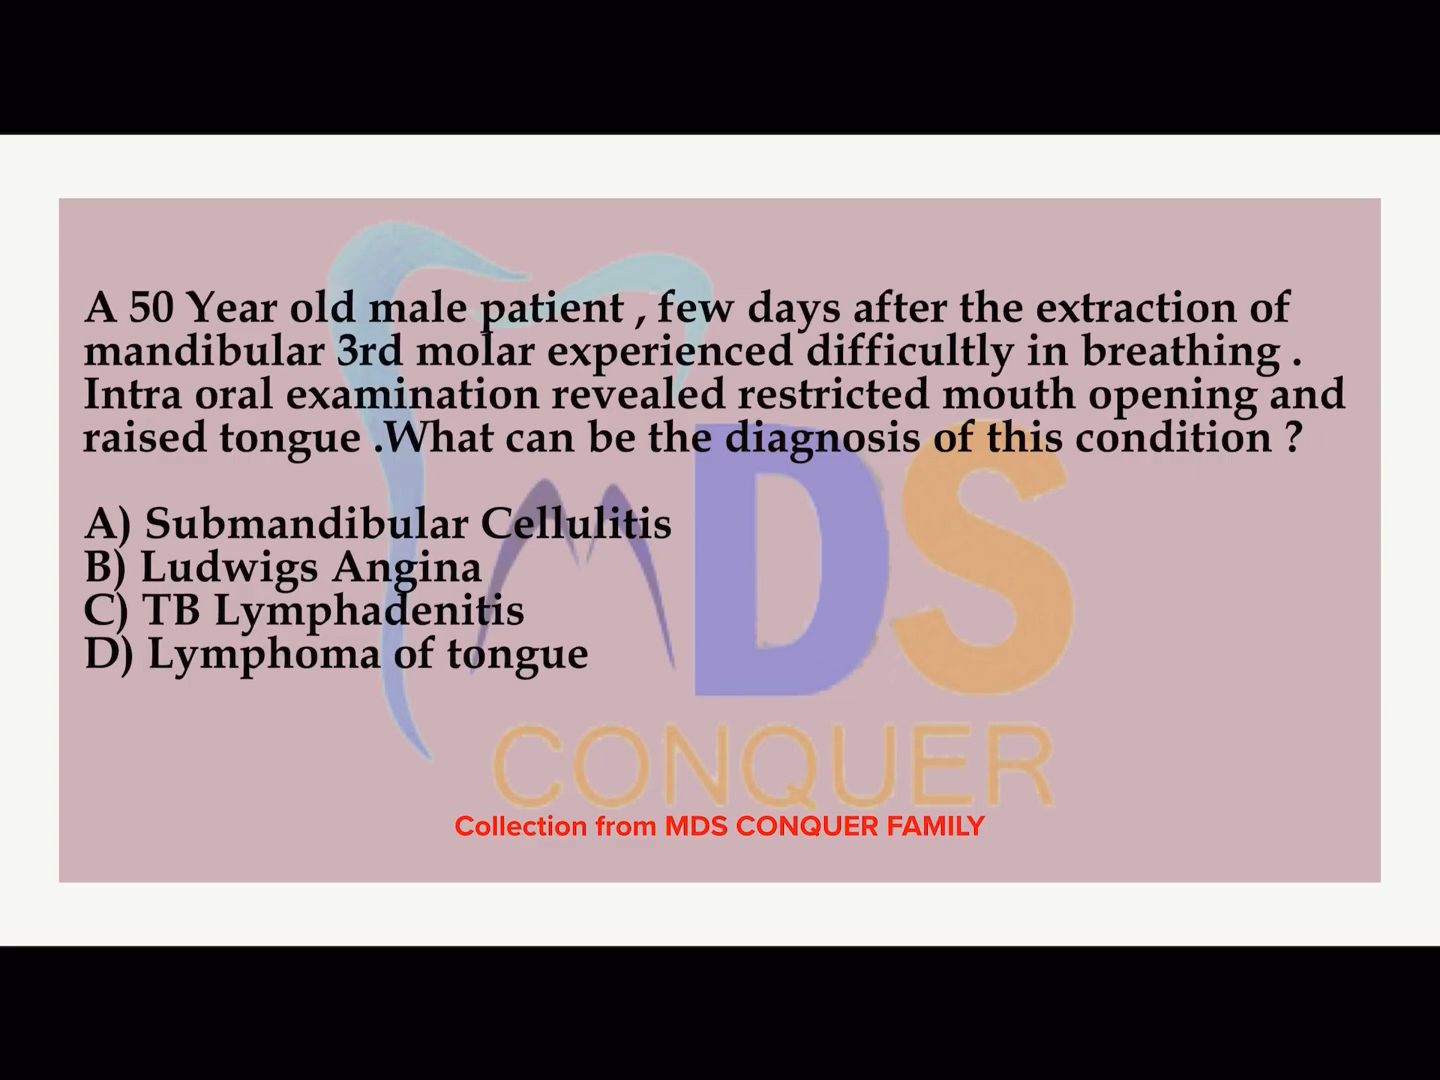 A 50 Year old male patient , few days after the extraction of
mandibular 3rd molar experienced difficultly in breathing .
Intra oral examination revealed restricted mouth opening and
raised tongue .What can be the diagnosis of this condition ?
A) Submandibular Cellulitis
B) Ludwigs Angina
C) TB Lymphadenitis
D) Lymphoma of tongue
MDS
CONQUER
Collection from MDS CONQUER FAMILY